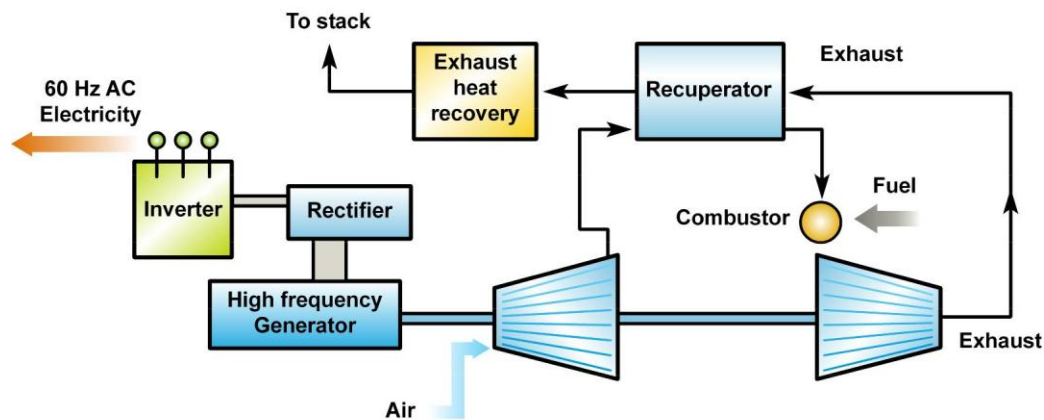 To stack
Exhaust
heat
recovery
Recuperator
Exhaust
60 Hz AC
Electricity
Inverter
Rectifier
Combustor
Fuel
High frequency
Generator
Exhaust
Air